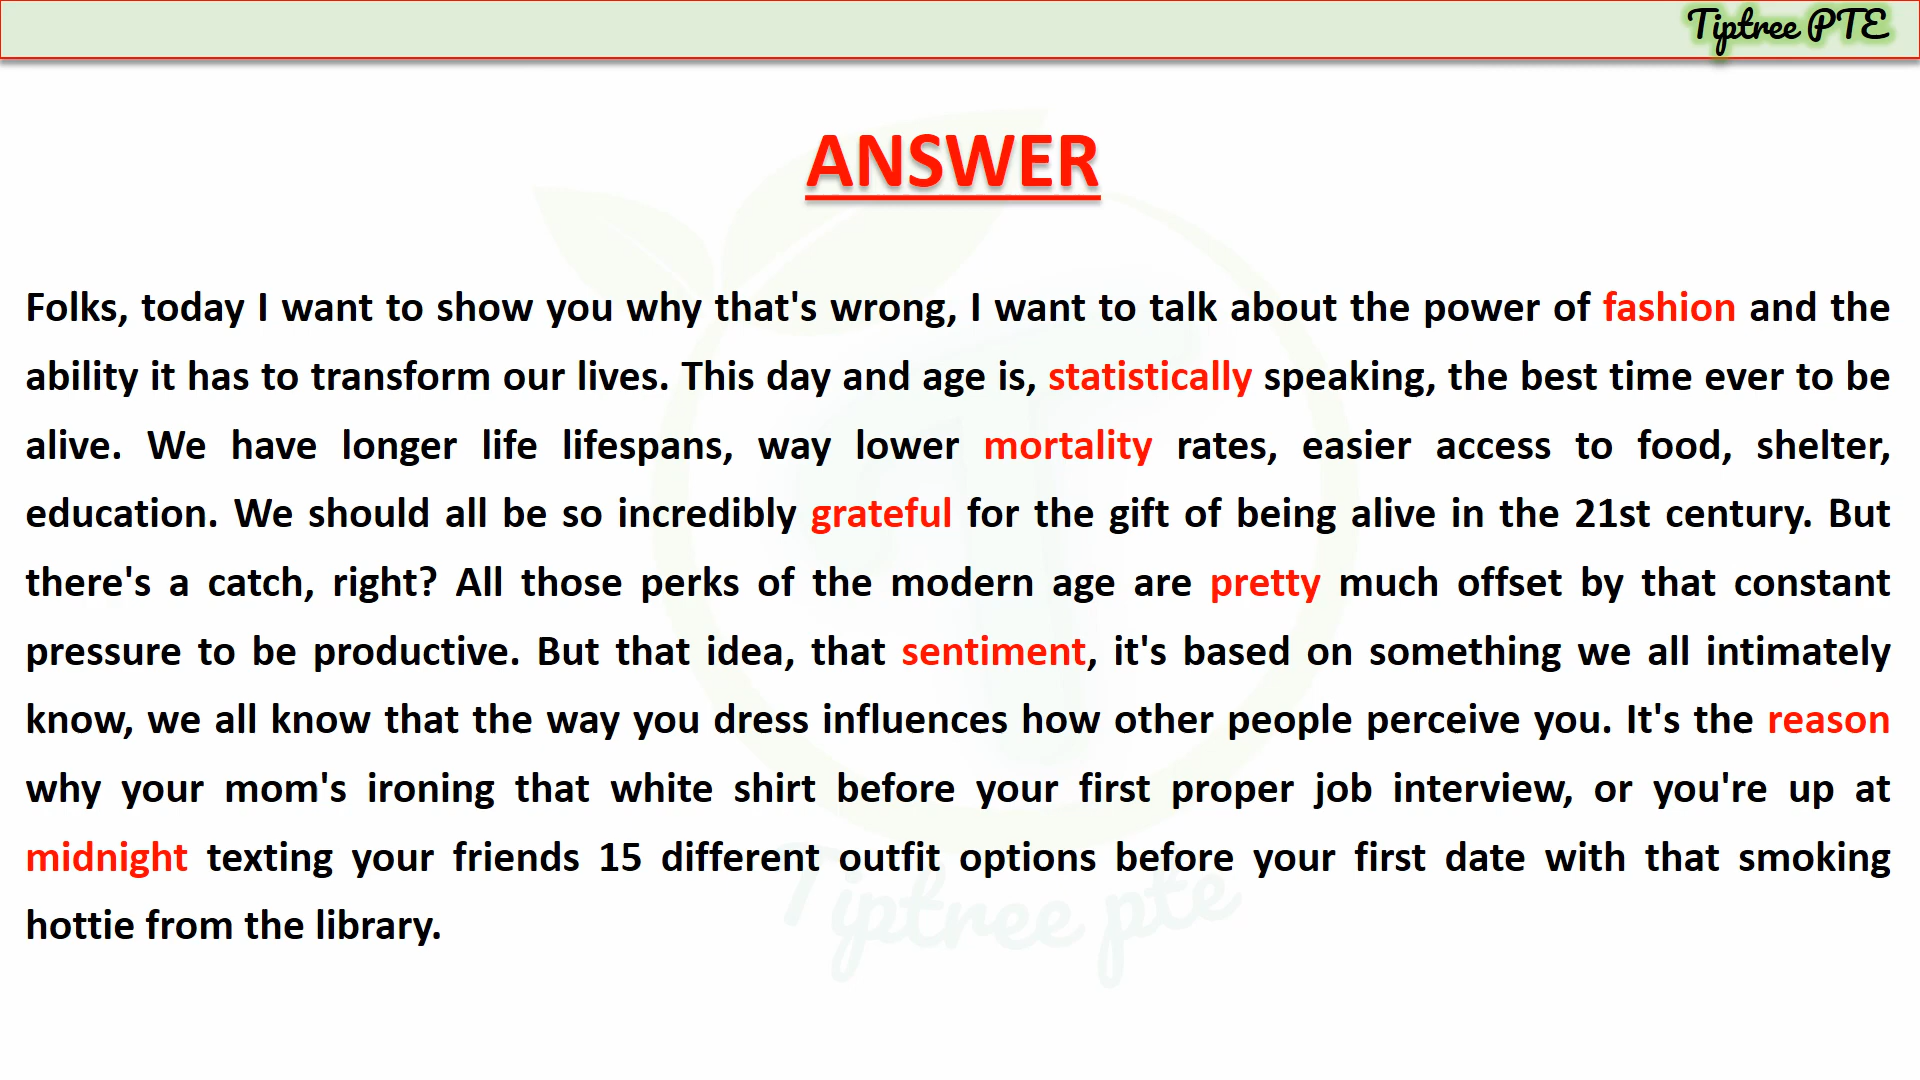 Tiptree PTE
ANSWER
Folks, today I want to show you why that's wrong, I want to talk about the power of fashion and the
ability it has to transform our lives. This day and age is, statistically speaking, the best time ever to be
alive. We have longer life lifespans, way lower mortality rates, easier access to food, shelter,
education. We should all be so incredibly grateful for the gift of being alive in the 21st century. But
there's a catch, right? All those perks of the modern age are pretty much offset by that constant
pressure to be productive. But that idea, that sentiment, it's based on something we all intimately
know, we all know that the way you dress influences how other people perceive you. It's the reason
why your mom's ironing that white shirt before your first proper job interview, or you're up at
midnight texting your friends 15 different outfit options before your first date with that smoking
hottie from the library.
Tiptree pte